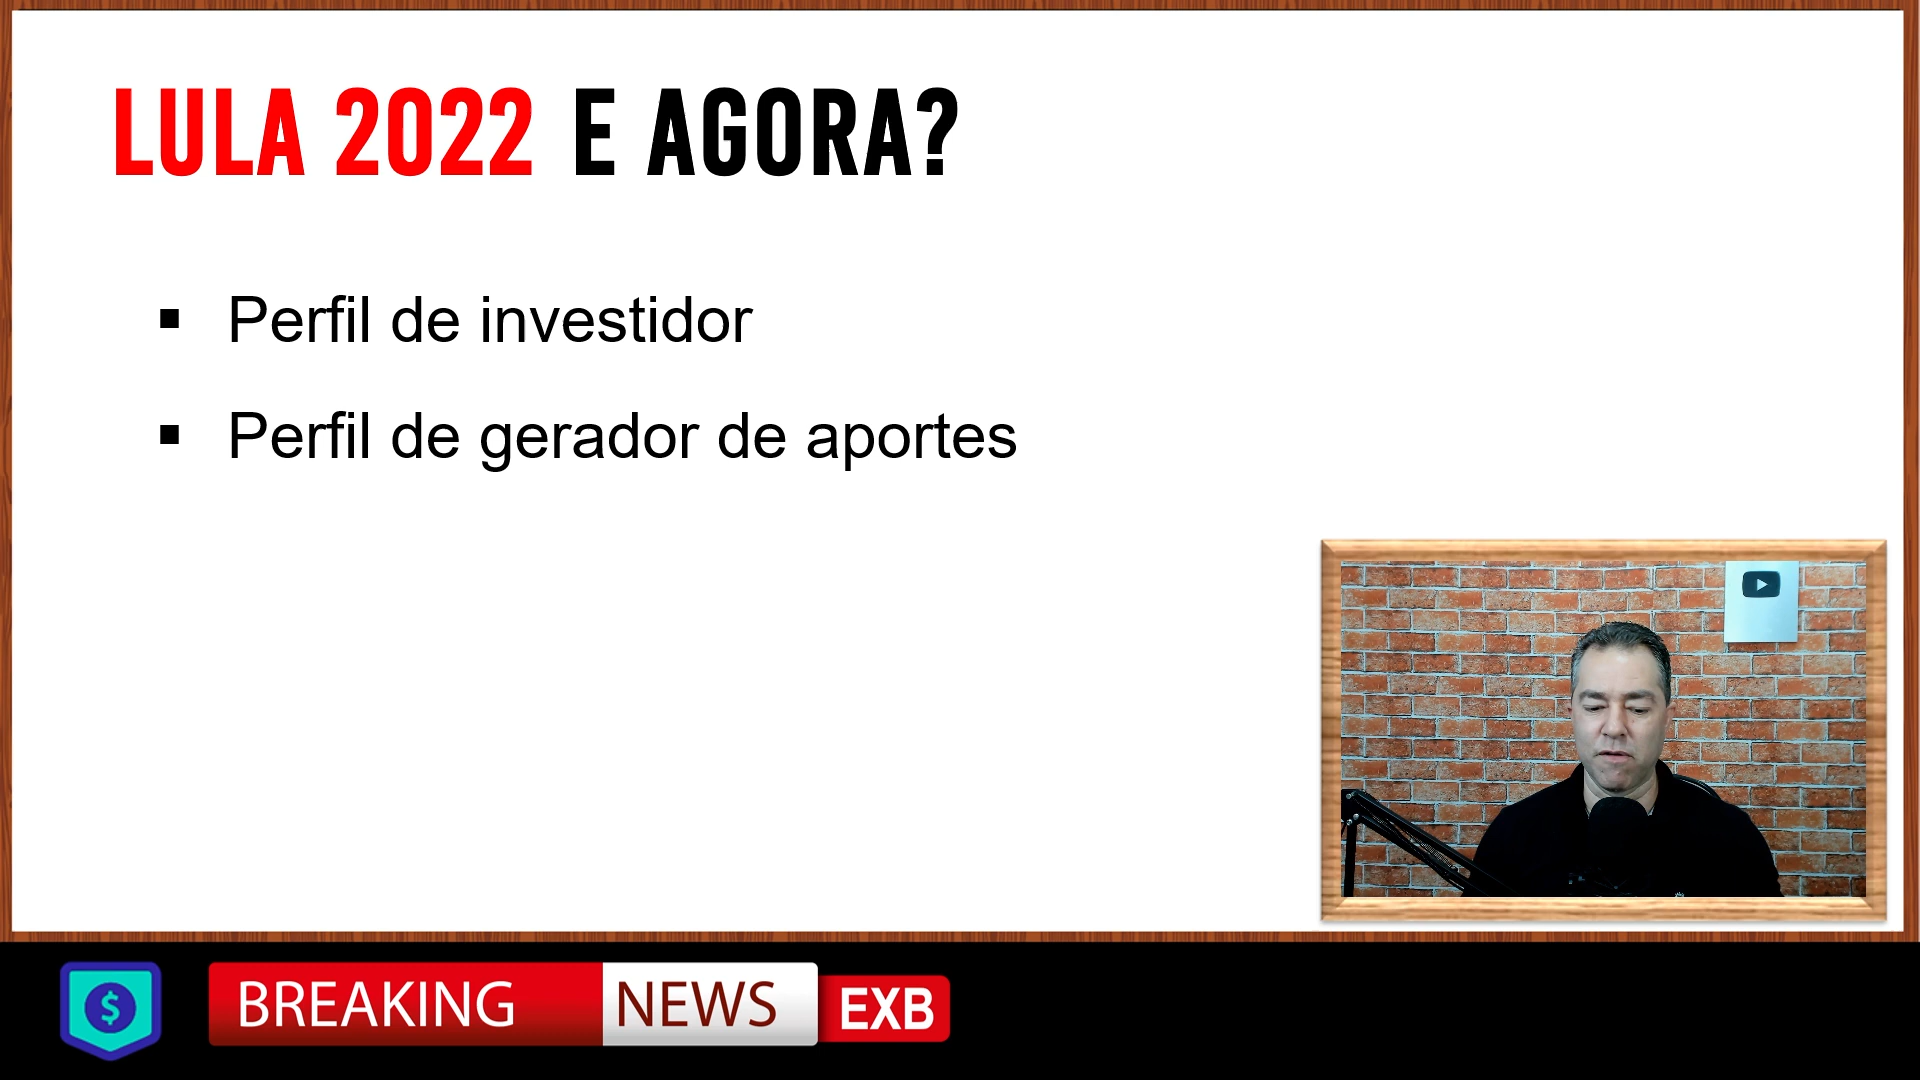 LULA 2022 E AGORA?
▪ Perfil de investidor
▪ Perfil de gerador de aportes
$
BREAKING NEWS EXB